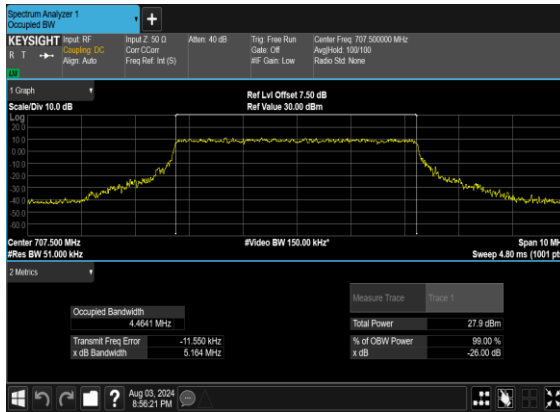 Spectrum Analyzer 1
Occupied BW
KEYSIGHT
R T
LW
Input: RF
Coupling: DC
Align: Auto
Input Z: 50 Ω
Corr CCorr
Freq Ref: Int (S)
Atten: 40 dB
Trig: Free Run
Gate: Off
#IF Gain: Low
Center Freq: 707.500000 MHz
Avg|Hold: 100/100
Radio Std: None
1 Graph
Scale/Div 10.0 dB
Ref Lvl Offset 7.50 dB
Ref Value 30.00 dBm
Log
20.0
10.0
0.00
-10.0
-20.0
-30.0
-40.0
-50.0
-60.0
Center 707.500 MHz
#Video BW 150.00 kHz*
Span 10 MH
#Res BW 51.000 kHz
Sweep 4.80 ms (1001 pt
2 Metrics
Measure Trace
Trace 1
Occupied Bandwidth
4.4641 MHz
Total Power
27.9 dBm
Transmit Freq Error
-11.550 kHz
% of OBW Power
99.00 %
x dB Bandwidth
5.164 MHz
x dB
-26.00 dB
?
Aug 03, 2024
8:56:21 PM